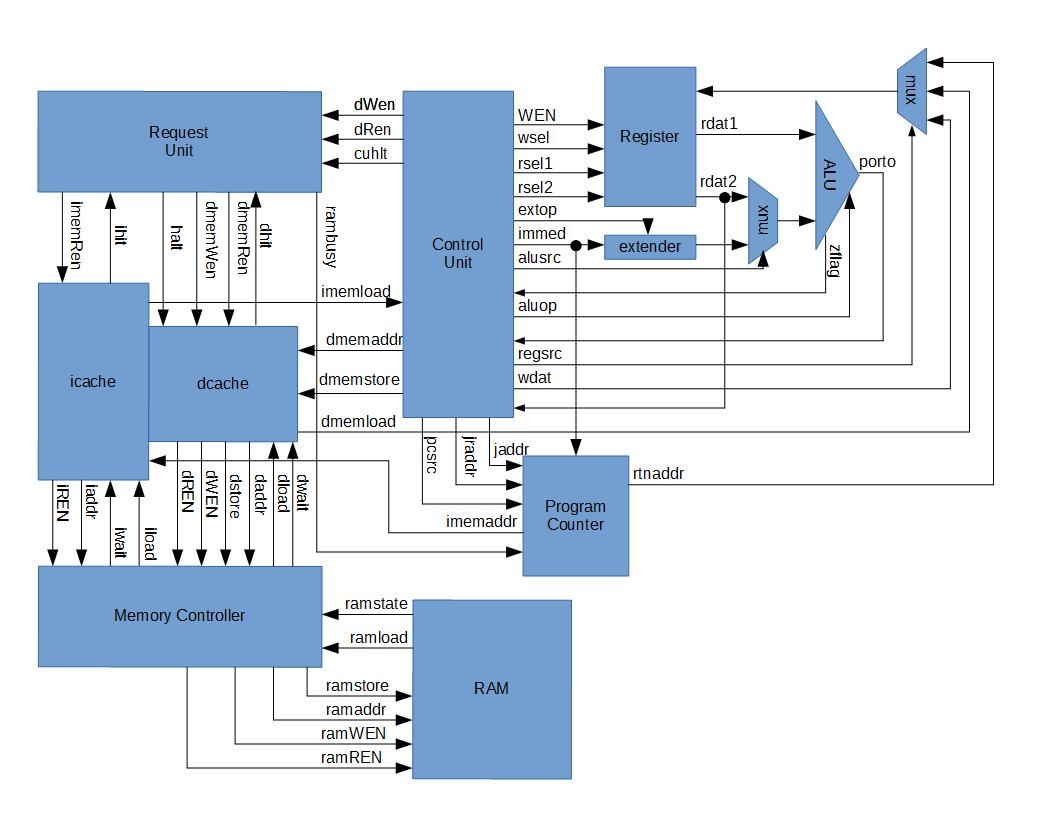 Request
Unit
dWen
dRen
cuhlt
Control
Unit
WEN
wsel
rsel1
rsel2
extop
immed
alusrc
aluop
regsrc
wdat
Register
rdat1
rdat2
extender
mux
ALU
porto
zflag
mux
imemRen
ihit
halt
dmemWen
dmemRen
dhit
rambusy
imemload
dmemaddr
dmemstore
dmemload
icache
dcache
pcsrc
jraddr
jaddr
Program
Counter
rtnaddr
imemaddr
iREN
iaddr
iwait
iload
dREN
dWEN
dstore
daddr
dload
dwait
Memory Controller
ramstate
ramload
ramstore
ramaddr
ramWEN
ramREN
RAM